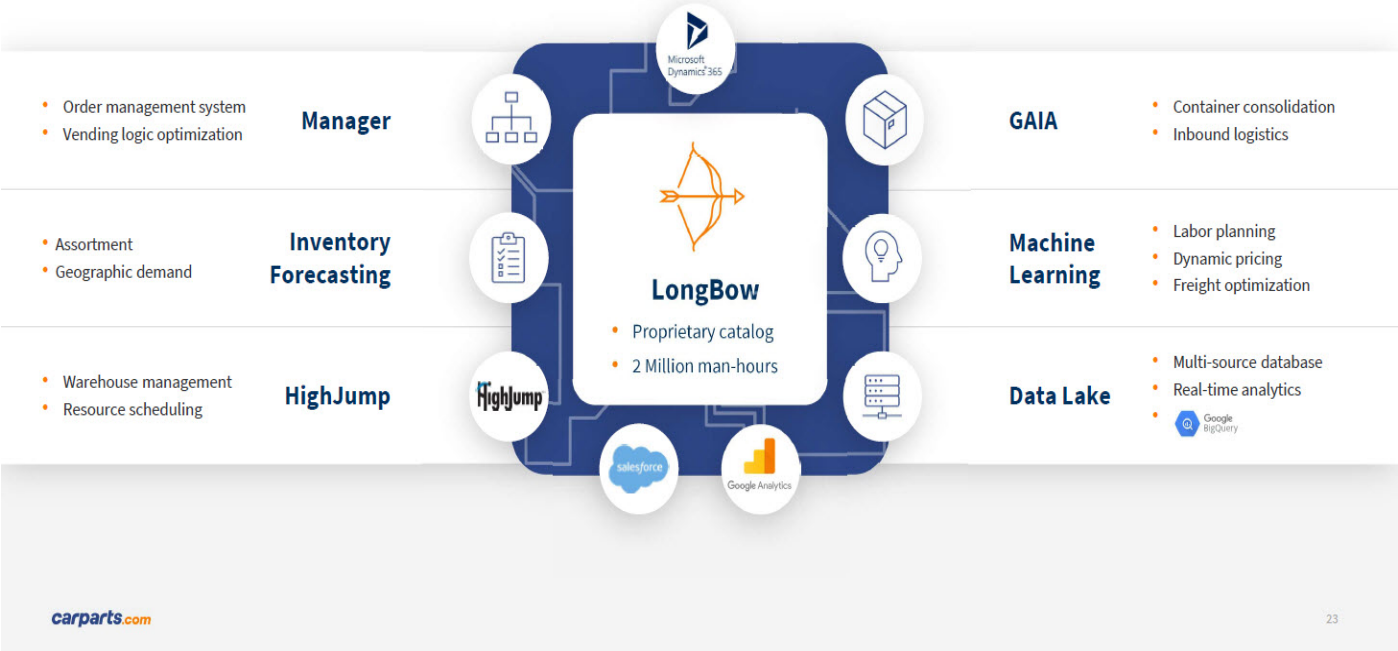 Microsoft
Dynamics 365
• Order management system
• Vending logic optimization
Manager
GAIA
• Container consolidation
• Inbound logistics
• Assortment
• Geographic demand
Inventory
Forecasting
LongBow
• Proprietary catalog
• 2 Million man-hours
Machine
Learning
• Labor planning
• Dynamic pricing
• Freight optimization
• Warehouse management
• Resource scheduling
HighJump
HighJump
Data Lake
• Multi-source database
• Real-time analytics
• Google
BigQuery
salesforce
Google Analytics
carparts.com
23